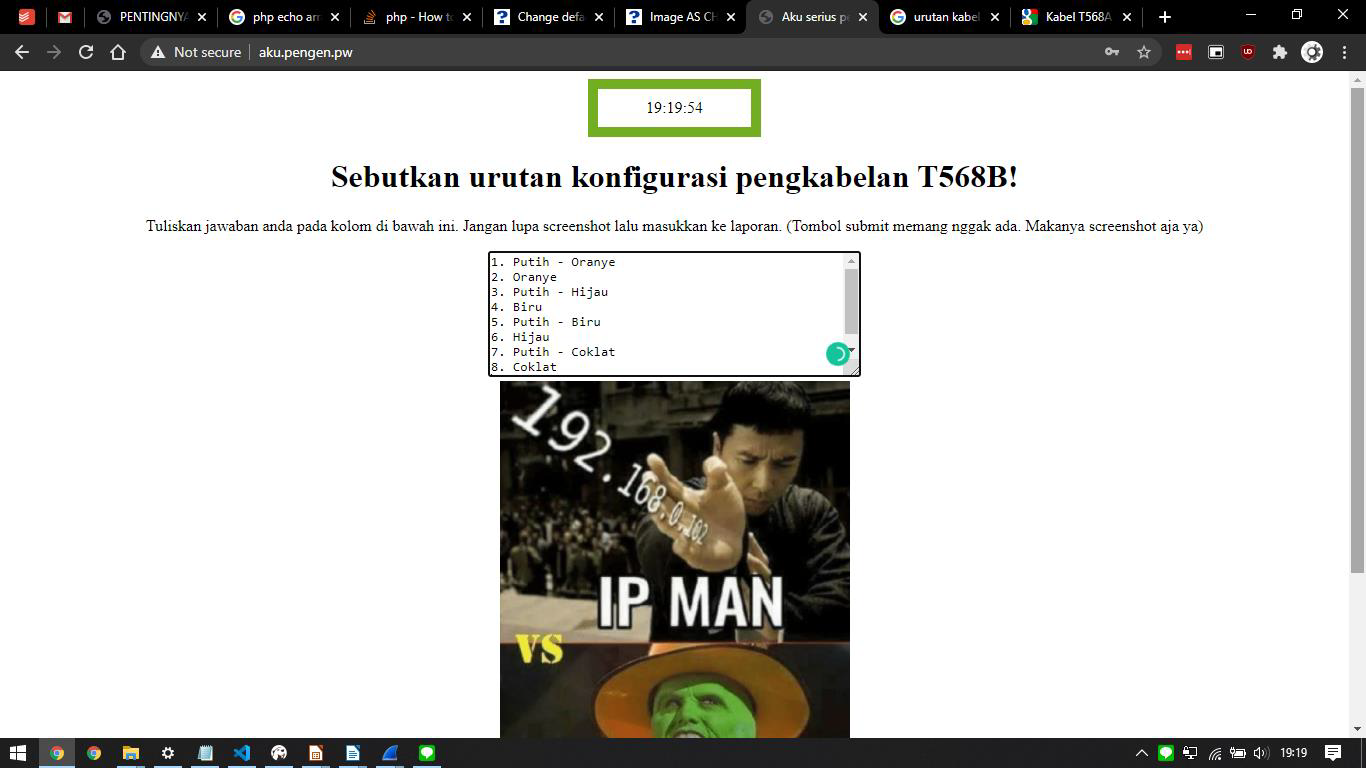 PENTINGNYA
php echo arr
php - How to
Change defa
Image AS CH
Aku serius pe
urutan kabel
Kabel T568A
Not secure
aku.pengen.pw
19:19:54
Sebutkan urutan konfigurasi pengkabelan T568B!
Tuliskan jawaban anda pada kolom di bawah ini. Jangan lupa screenshot lalu masukkan ke laporan. (Tombol submit memang nggak ada. Makanya screenshot aja ya)
1. Putih - Oranye
2. Oranye
3. Putih - Hijau
4. Biru
5. Putih - Biru
6. Hijau
7. Putih - Coklat
8. Coklat
192.168.0.102
IP MAN
VS
19:19